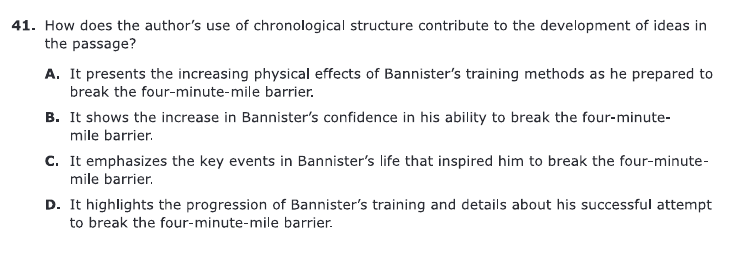 41. How does the author's use of chronological structure contribute to the development of ideas in
the passage?
A. It presents the increasing physical effects of Bannister's training methods as he prepared to
break the four-minute-mile barrier.
B. It shows the increase in Bannister's confidence in his ability to break the four-minute-
mile barrier.
C. It emphasizes the key events in Bannister's life that inspired him to break the four-minute-
mile barrier.
D. It highlights the progression of Bannister's training and details about his successful attempt
to break the four-minute-mile barrier.